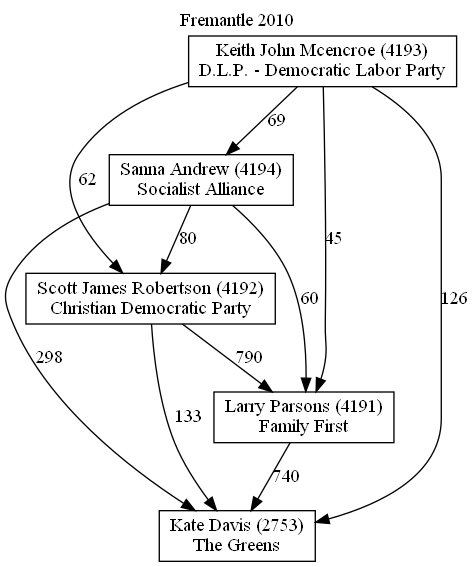 Fremantle 2010
Keith John Mcencroe (4193)
D.L.P. - Democratic Labor Party
69
Sanna Andrew (4194)
Socialist Alliance
62
80
45
Scott James Robertson (4192)
Christian Democratic Party
60
126
298
790
Larry Parsons (4191)
Family First
133
740
Kate Davis (2753)
The Greens